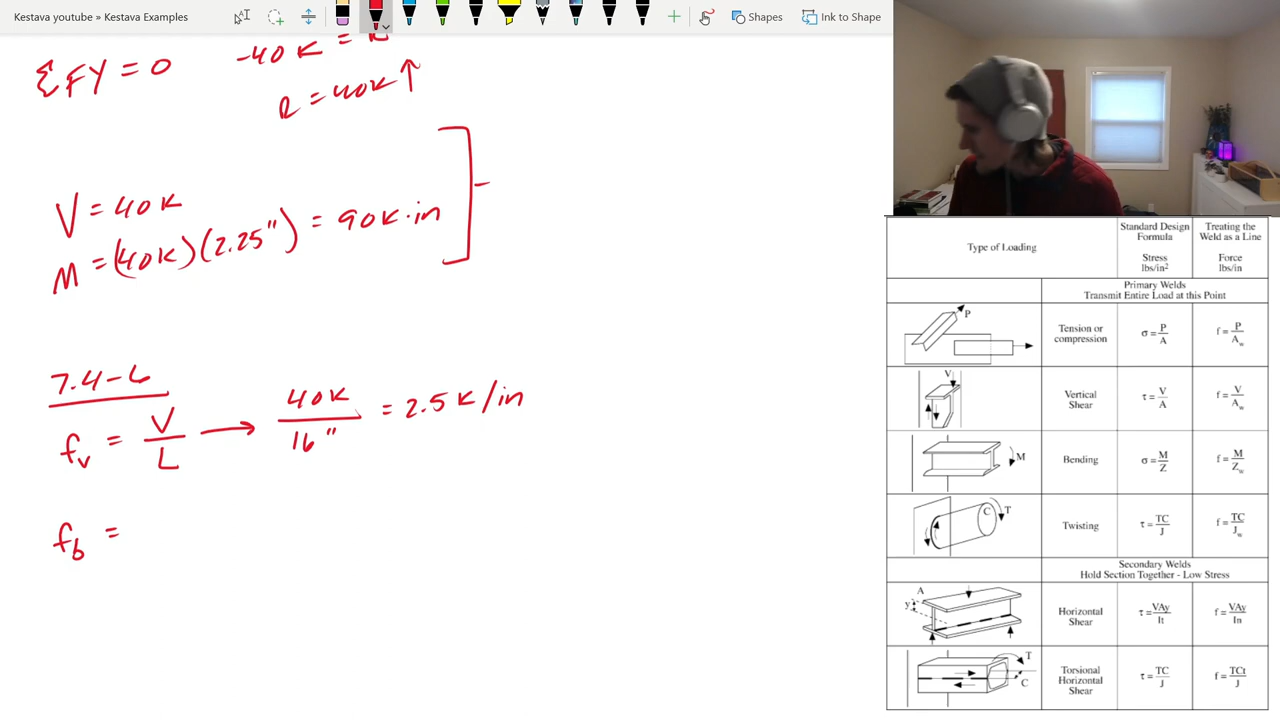 Kestava youtube » Kestava Examples
Shapes
Ink to Shape
ΣFY = 0
-40K = R
R = 40K ↑
V = 40K
M = (40K)(2.25") = 90K·in
7.4-6
fv = V/L → 40K/16" = 2.5 K/in
fb =
Type of Loading
Standard Design Formula
Stress lbs/in²
Treating the Weld as a Line
Force lbs/in
Primary Welds
Transmit Entire Load at this Point
P
Tension or compression
σ = P/A
f = P/Aw
V
Vertical Shear
τ = V/A
f = V/Aw
M
Bending
σ = M/Z
f = M/Zw
C T
Twisting
τ = TC/J
f = TC/Jw
Secondary Welds
Hold Section Together - Low Stress
A
y
Horizontal Shear
τ = VAy/It
f = VAy/In
T
C
Torsional Horizontal Shear
τ = TC/J
f = TCt/J